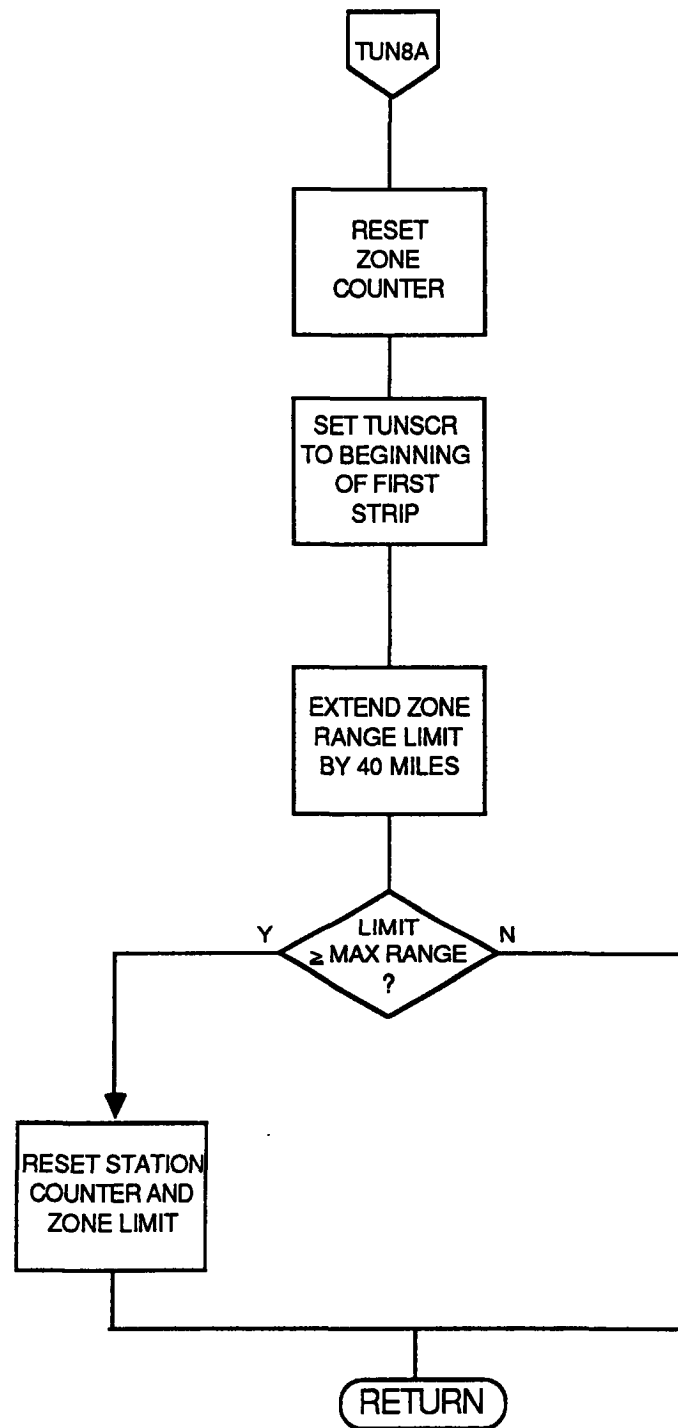 TUN8A
RESET
ZONE
COUNTER
SET TUNSCR
TO BEGINNING
OF FIRST
STRIP
EXTEND ZONE
RANGE LIMIT
BY 40 MILES
Y
LIMIT
N
≥ MAX RANGE
?
RESET STATION
COUNTER AND
ZONE LIMIT
RETURN